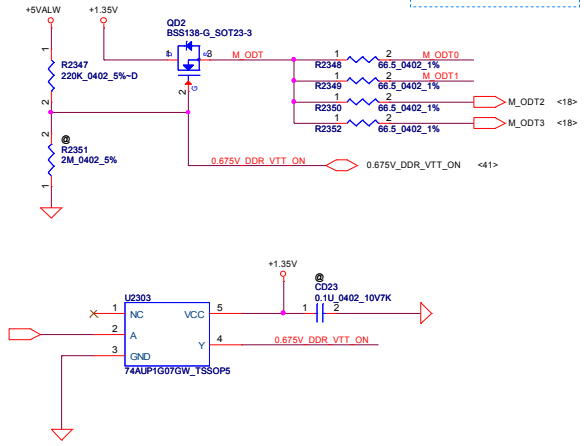 +5VALW
+1.35V
QD2
BSS138-G_SOT23-3
1
R2347
220K_0402_5%~D
2
3
M_ODT
G
2
1 2
M_ODT0
R2348 66.5_0402_1%
1 2
M_ODT1
R2349 66.5_0402_1%
1 2
M_ODT2 <18>
R2350 66.5_0402_1%
1 2
M_ODT3 <18>
R2352 66.5_0402_1%
2
@
R2351
2M_0402_5%
1
0.675V_DDR_VTT_ON
0.675V_DDR_VTT_ON <41>
+1.35V
@
CD23
0.1U_0402_10V7K
1 2
U2303
1 NC VCC 5
2 A
Y 4
0.675V_DDR_VTT_ON
3 GND
74AUP1G07GW_TSSOP5